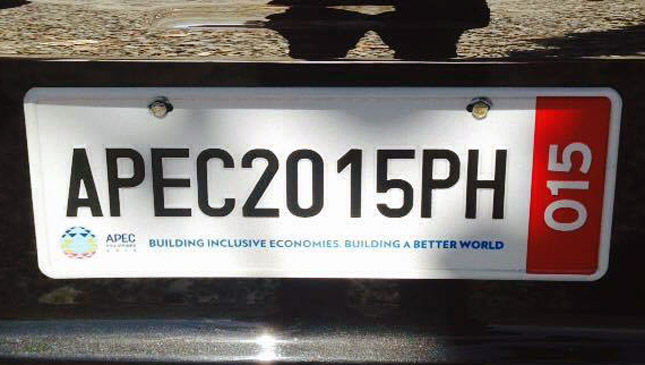 APEC2015PH
015
APEC
BUILDING INCLUSIVE ECONOMIES. BUILDING A BETTER WORLD